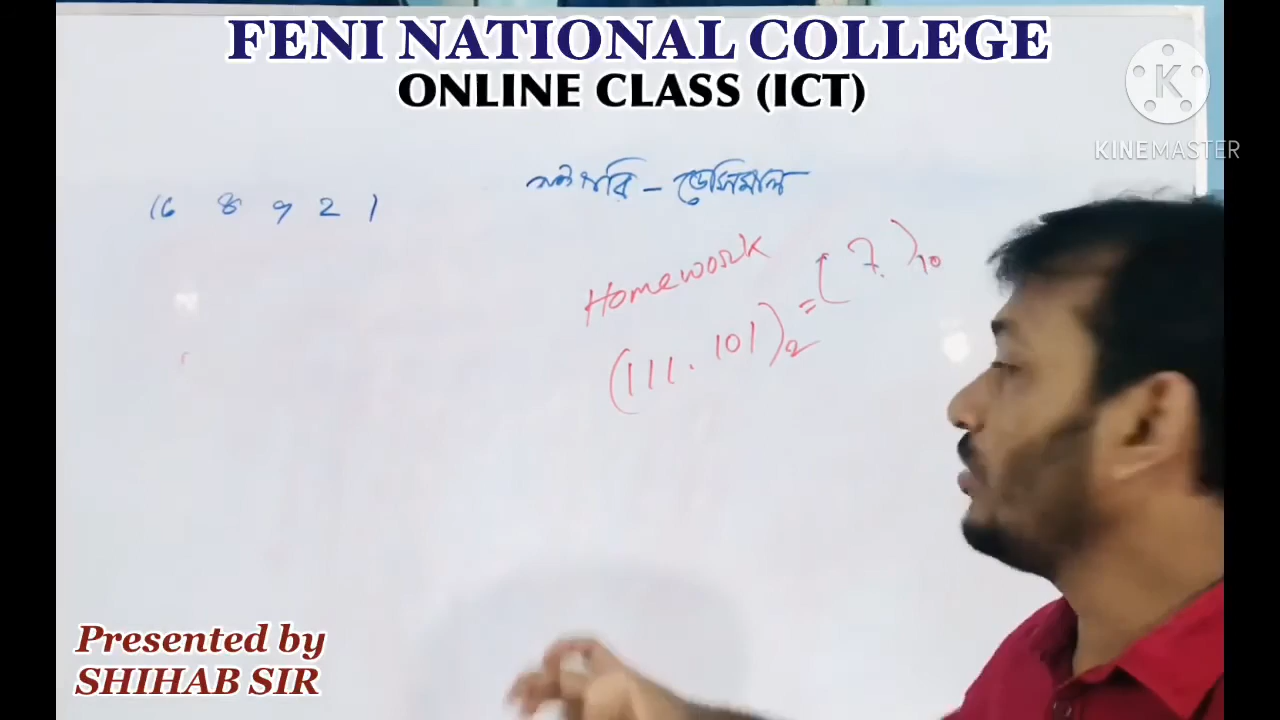 FENI NATIONAL COLLEGE
ONLINE CLASS (ICT)
KINEMASTER
ডেসিমাল
16 8 4 2 1
Homework
(111.101)₂ = (?)₁₀
Presented by
SHIHAB SIR